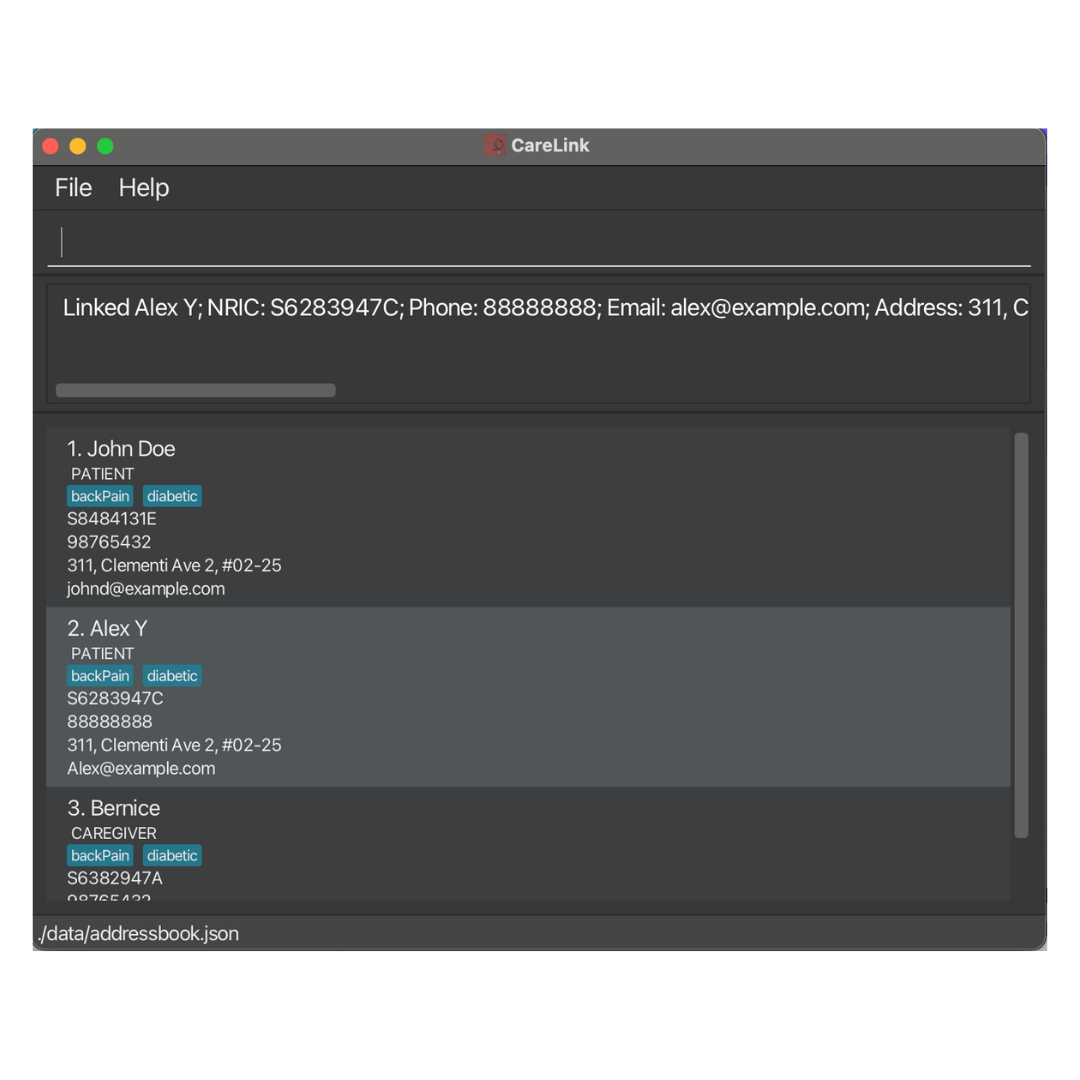 CareLink
File Help
Linked Alex Y; NRIC: S6283947C; Phone: 88888888; Email: alex@example.com; Address: 311, C
1. John Doe
PATIENT
backPain diabetic
S8484131E
98765432
311, Clementi Ave 2, #02-25
johnd@example.com
2. Alex Y
PATIENT
backPain diabetic
S6283947C
88888888
311, Clementi Ave 2, #02-25
Alex@example.com
3. Bernice
CAREGIVER
backPain diabetic
S6382947A
98765432
./data/addressbook.json